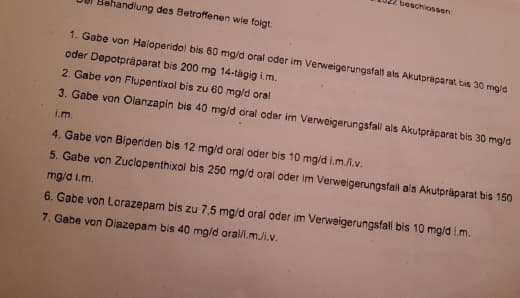 2022 beschlossen:
Der Behandlung des Betroffenen wie folgt:
1. Gabe von Haloperidol bis 60 mg/d oral oder im Verweigerungsfall als Akutpräparat bis 30 mg/d
oder Depotpräparat bis 200 mg 14-tägig i.m.
2. Gabe von Flupentixol bis zu 60 mg/d oral
3. Gabe von Olanzapin bis 40 mg/d oral oder im Verweigerungsfall als Akutpräparat bis 30 mg/d
i.m.
4. Gabe von Biperiden bis 12 mg/d oral oder bis 10 mg/d i.m./i.v.
5. Gabe von Zuclopenthixol bis 250 mg/d oral oder im Verweigerungsfall als Akutpräparat bis 150
mg/d i.m.
6. Gabe von Lorazepam bis zu 7,5 mg/d oral oder im Verweigerungsfall bis 10 mg/d i.m.
7. Gabe von Diazepam bis 40 mg/d oral/i.m./i.v.